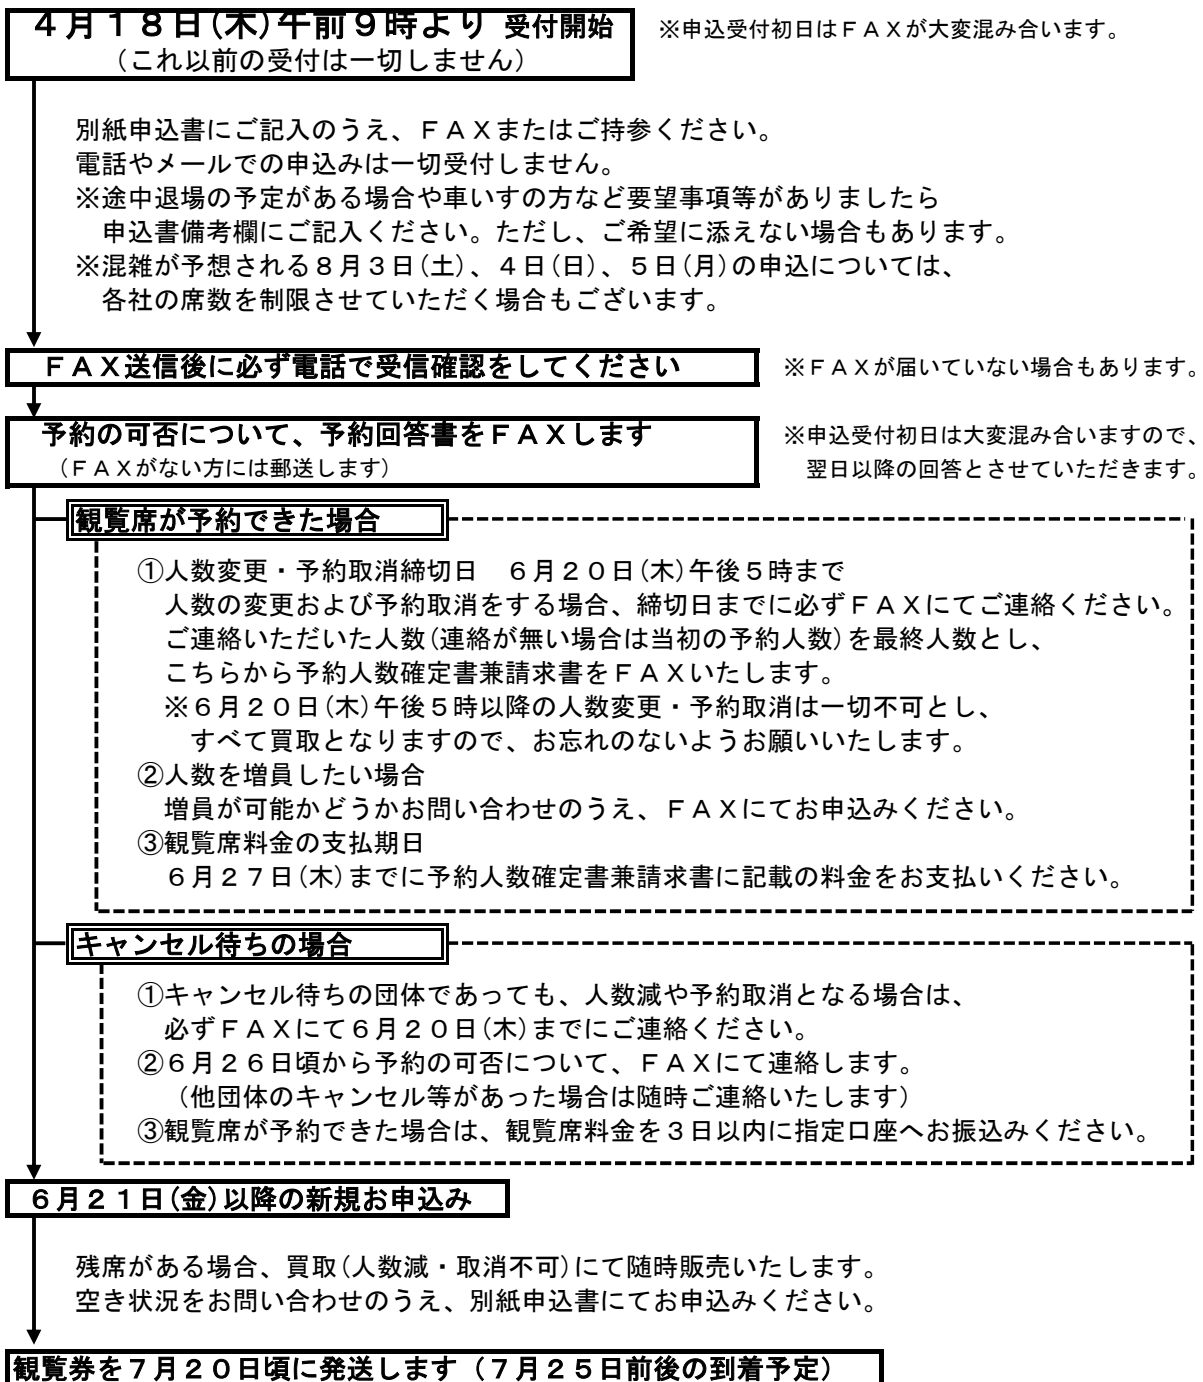 ４月１８日(木)午前９時より 受付開始
※申込受付初日はＦＡＸが大変混み合います。
（これ以前の受付は一切しません）
別紙申込書にご記入のうえ、ＦＡＸまたはご持参ください。
電話やメールでの申込みは一切受付しません。
※途中退場の予定がある場合や車いすの方など要望事項等がありましたら
申込書備考欄にご記入ください。ただし、ご希望に添えない場合もあります。
※混雑が予想される８月３日(土)、４日(日)、５日(月)の申込については、
各社の席数を制限させていただく場合もございます。
ＦＡＸ送信後に必ず電話で受信確認をしてください
※ＦＡＸが届いていない場合もあります。
予約の可否について、予約回答書をＦＡＸします
（ＦＡＸがない方には郵送します）
※申込受付初日は大変混み合いますので、
翌日以降の回答とさせていただきます。
観覧席が予約できた場合
①人数変更・予約取消締切日　６月２０日(木)午後５時まで
人数の変更および予約取消をする場合、締切日までに必ずＦＡＸにてご連絡ください。
ご連絡いただいた人数(連絡が無い場合は当初の予約人数)を最終人数とし、
こちらから予約人数確定書兼請求書をＦＡＸいたします。
※６月２０日(木)午後５時以降の人数変更・予約取消は一切不可とし、
すべて買取となりますので、お忘れのないようお願いいたします。
②人数を増員したい場合
増員が可能かどうかお問い合わせのうえ、ＦＡＸにてお申込みください。
③観覧席料金の支払期日
６月２７日(木)までに予約人数確定書兼請求書に記載の料金をお支払いください。
キャンセル待ちの場合
①キャンセル待ちの団体であっても、人数減や予約取消となる場合は、
必ずＦＡＸにて６月２０日(木)までにご連絡ください。
②６月２６日頃から予約の可否について、ＦＡＸにて連絡します。
（他団体のキャンセル等があった場合は随時ご連絡いたします）
③観覧席が予約できた場合は、観覧席料金を３日以内に指定口座へお振込みください。
６月２１日(金)以降の新規お申込み
残席がある場合、買取(人数減・取消不可)にて随時販売いたします。
空き状況をお問い合わせのうえ、別紙申込書にてお申込みください。
観覧券を７月２０日頃に発送します（７月２５日前後の到着予定）